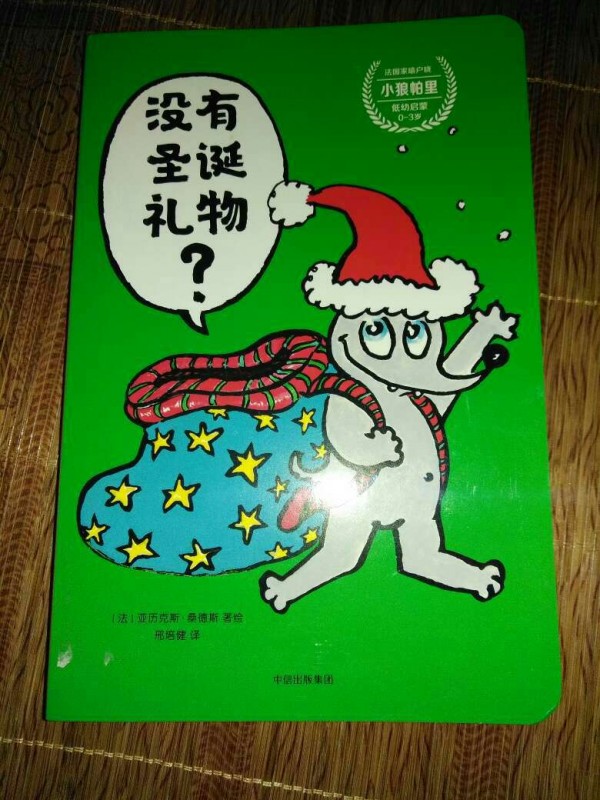 法国家喻户晓
小狼帕里
低幼启蒙
0-3岁
没有
圣诞
礼物
?
[法]亚历克斯·桑德斯 著绘
邢培健 译
中信出版集团